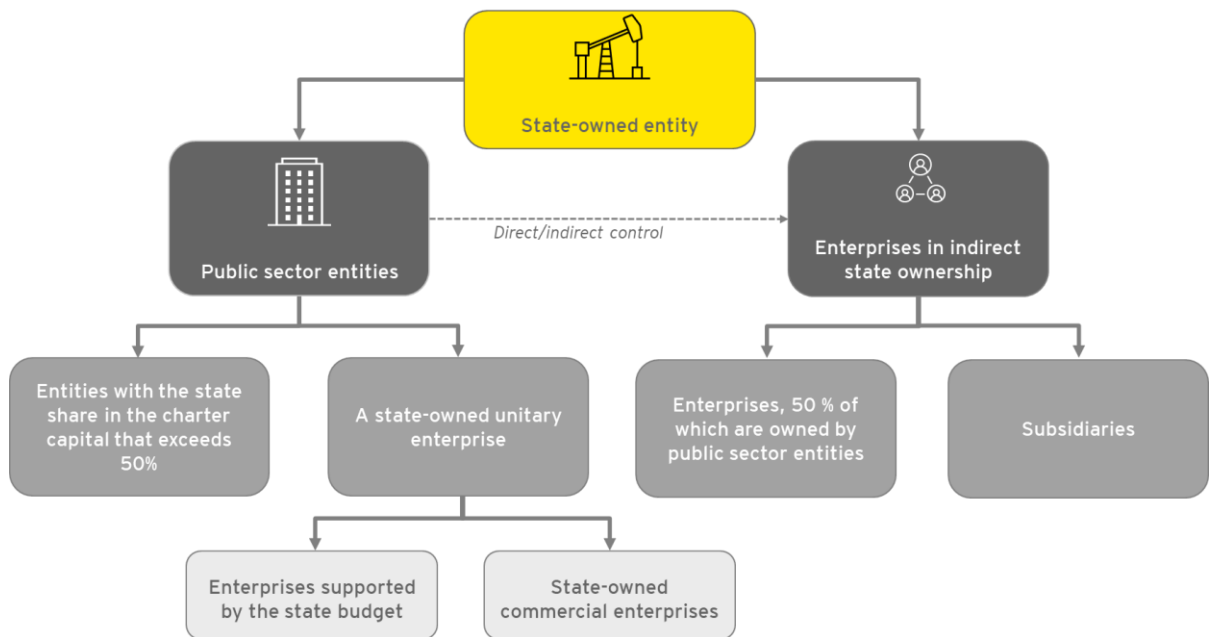 State-owned entity
Direct/indirect control
Public sector entities
Enterprises in indirect
state ownership
Entities with the state
share in the charter
capital that exceeds
50%
A state-owned unitary
enterprise
Enterprises, 50 % of
which are owned by
public sector entities
Subsidiaries
Enterprises supported
by the state budget
State-owned
commercial enterprises